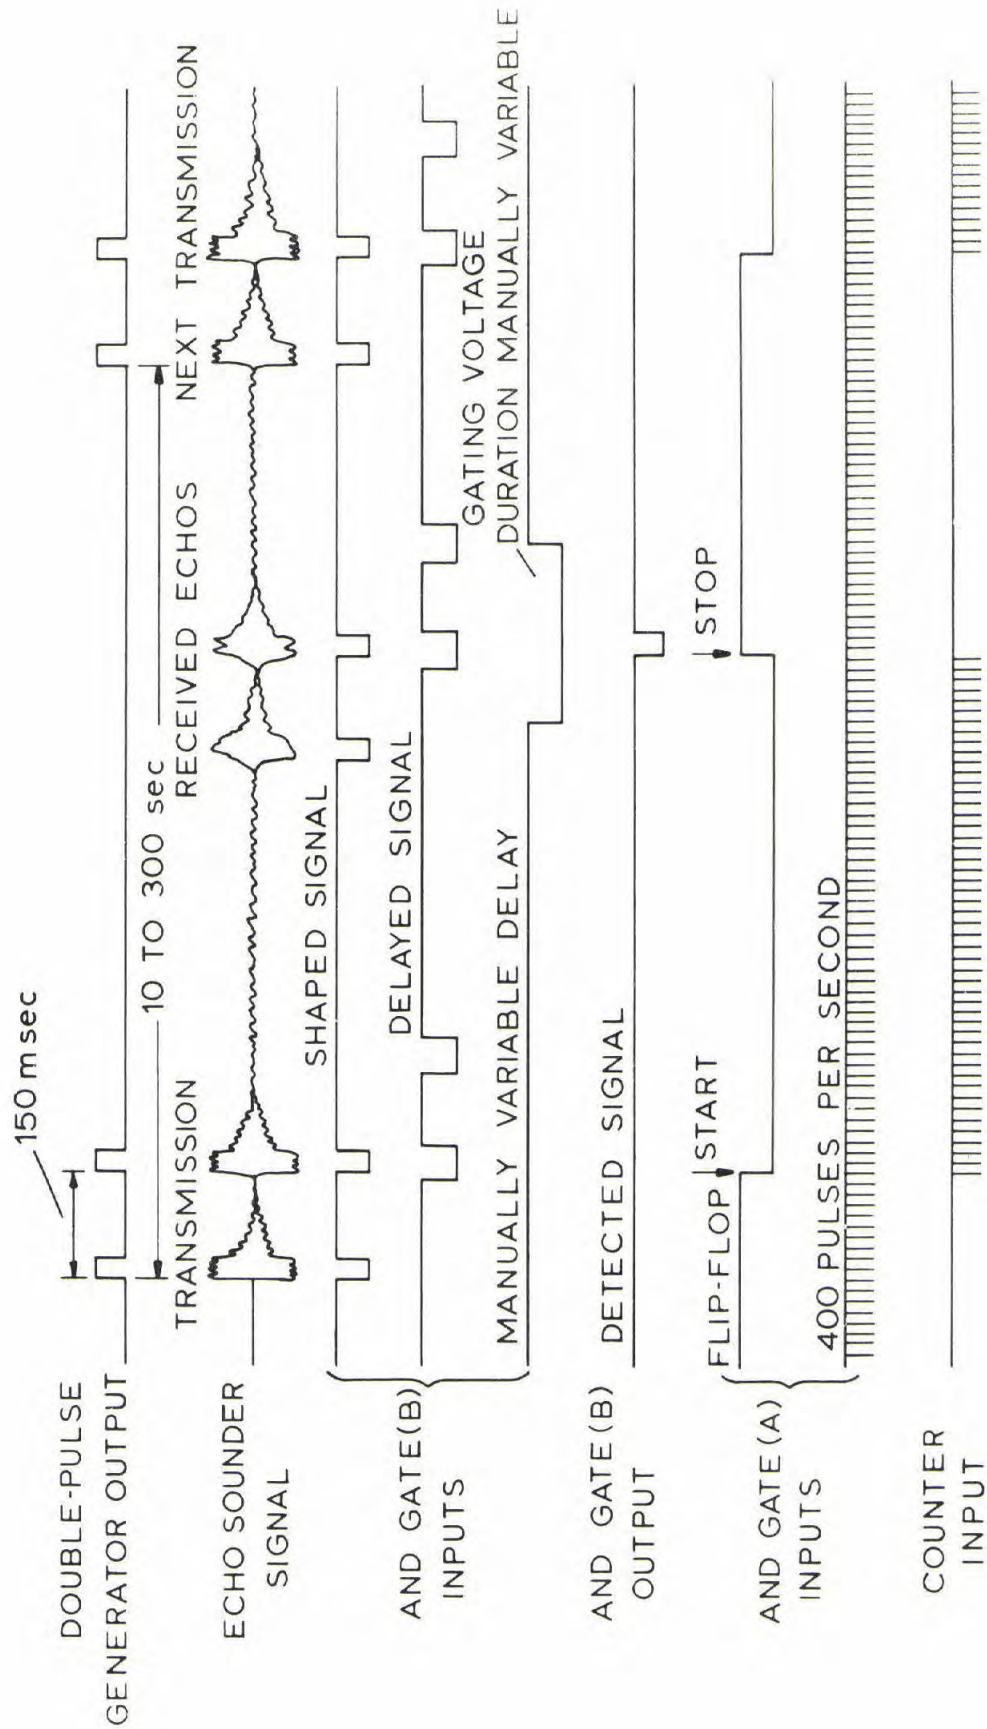 150 m sec
DOUBLE-PULSE
GENERATOR OUTPUT
10 TO 300 sec
TRANSMISSION
RECEIVED ECHOS
NEXT TRANSMISSION
ECHO SOUNDER
SIGNAL
SHAPED SIGNAL
AND GATE (B)
INPUTS
DELAYED SIGNAL
MANUALLY VARIABLE DELAY
GATING VOLTAGE
DURATION MANUALLY VARIABLE
DETECTED SIGNAL
AND GATE (B)
OUTPUT
FLIP-FLOP
START
STOP
AND GATE (A)
INPUTS
400 PULSES PER SECOND
COUNTER
INPUT